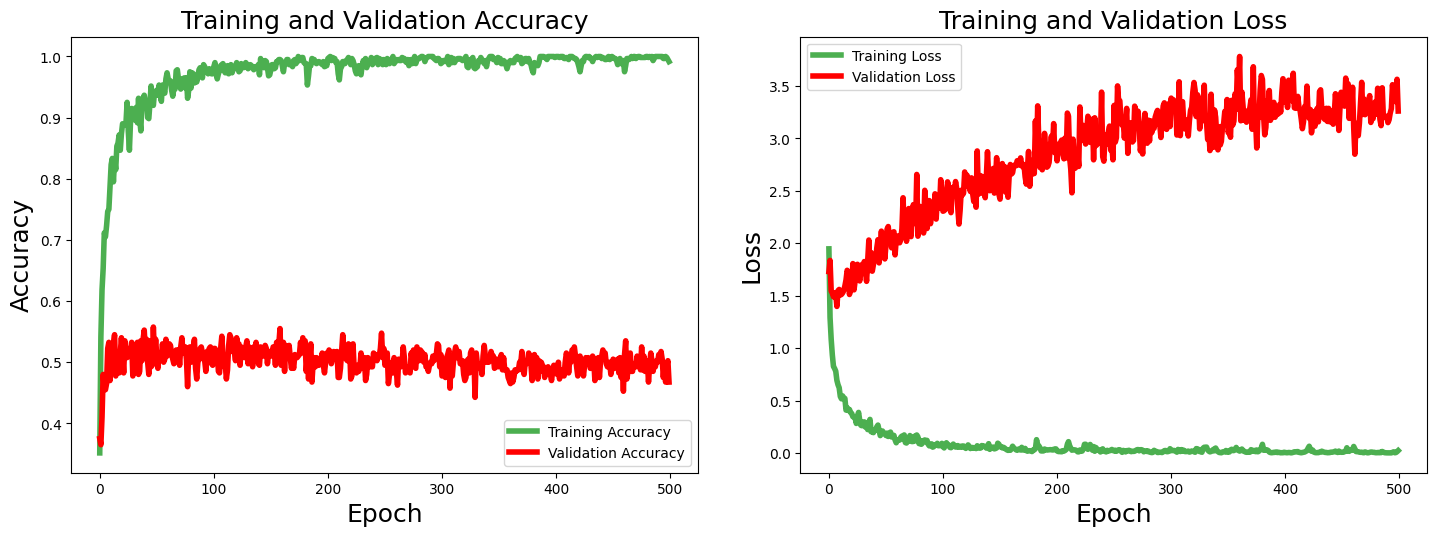 Training and Validation Accuracy
Accuracy
1.0
0.9
0.8
0.7
0.6
0.5
0.4
Training Accuracy
Validation Accuracy
0
100
200
300
400
500
Epoch
Training and Validation Loss
Training Loss
Validation Loss
Loss
3.5
3.0
2.5
2.0
1.5
1.0
0.5
0.0
0
100
200
300
400
500
Epoch